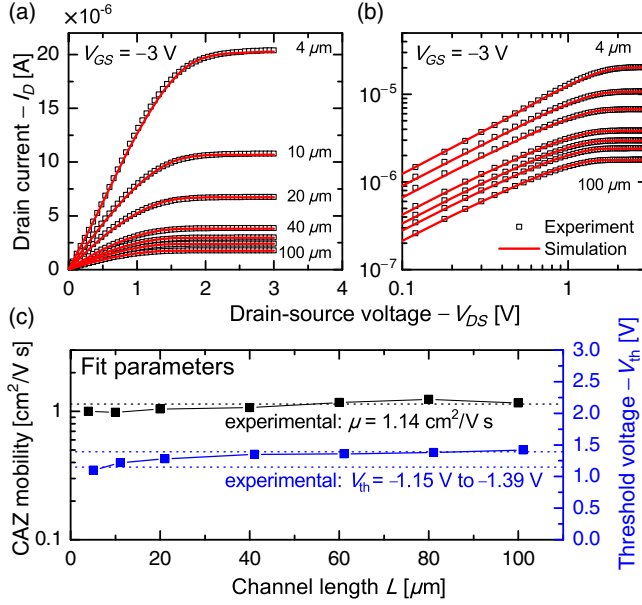 (a)
×10⁻⁶
V_GS = −3 V
4 μm
10 μm
20 μm
40 μm
100 μm
20
15
10
5
0
0 1 2 3 4
Drain current – I_D [A]
(b)
V_GS = −3 V
4 μm
100 μm
Experiment
Simulation
10⁻⁵
10⁻⁶
10⁻⁷
0.1 1
Drain-source voltage – V_DS [V]
(c)
Fit parameters
experimental: μ = 1.14 cm²/V s
experimental: V_th = −1.15 V to −1.39 V
CAZ mobility [cm²/V s]
1
0.1
0 20 40 60 80 100
Channel length L [μm]
3.0
2.5
2.0
1.5
1.0
0.5
0.0
Threshold voltage – V_th [V]